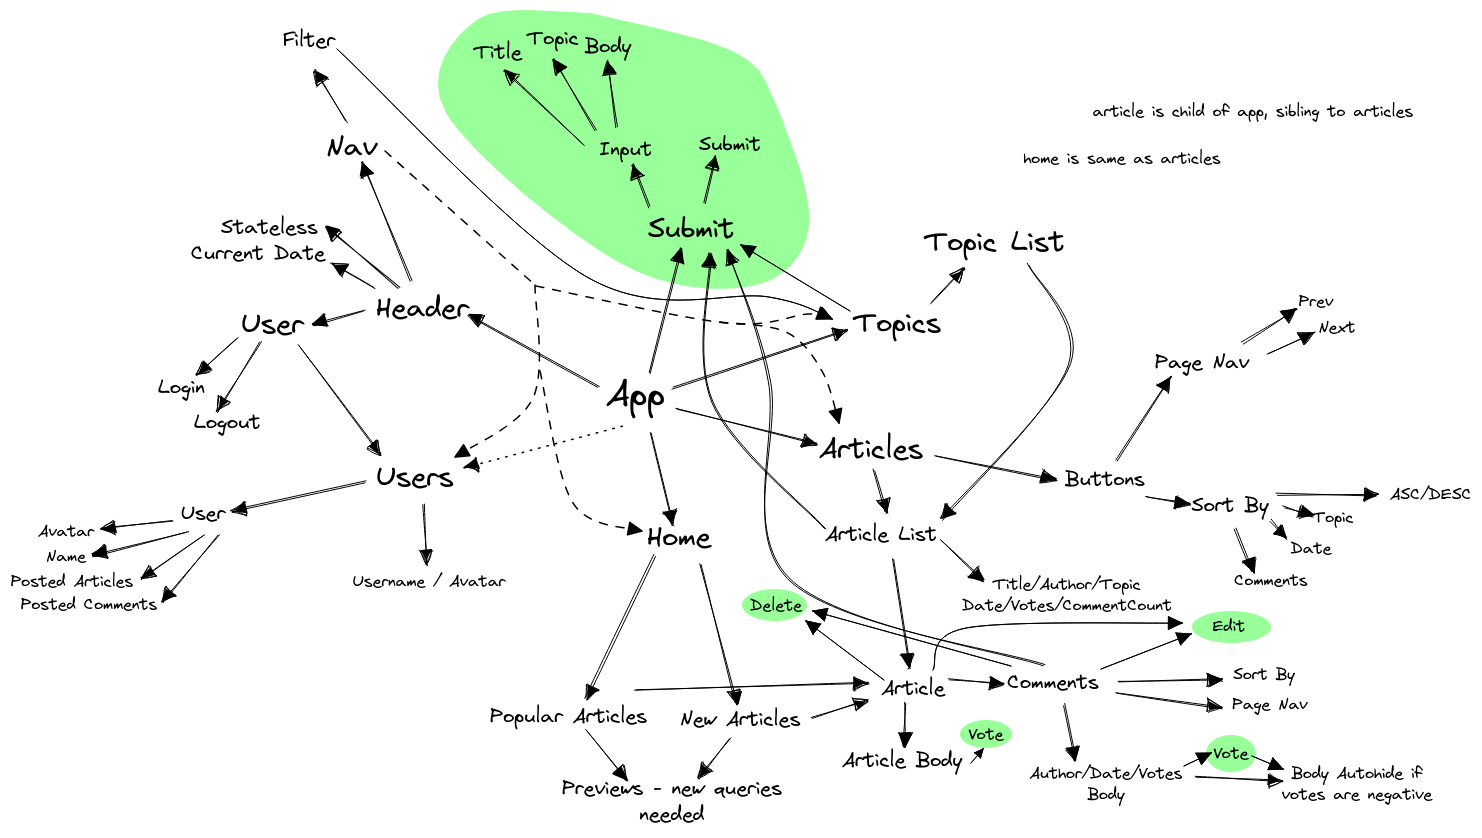 Filter
Title
Topic
Body
Nav
Input
Submit
Submit
article is child of app, sibling to articles
home is same as articles
Stateless
Current Date
Header
User
Login
Logout
Topic List
Topics
Prev
Next
Page Nav
App
Articles
Buttons
Sort By
ASC/DESC
Topic
Date
Comments
Users
User
Avatar
Name
Posted Articles
Posted Comments
Username / Avatar
Home
Article List
Title/Author/Topic
Date/Votes/CommentCount
Delete
Edit
Article
Comments
Sort By
Page Nav
Popular Articles
New Articles
Article Body
Vote
Vote
Author/Date/Votes
Body
Body Autohide if
votes are negative
Previews - new queries
needed